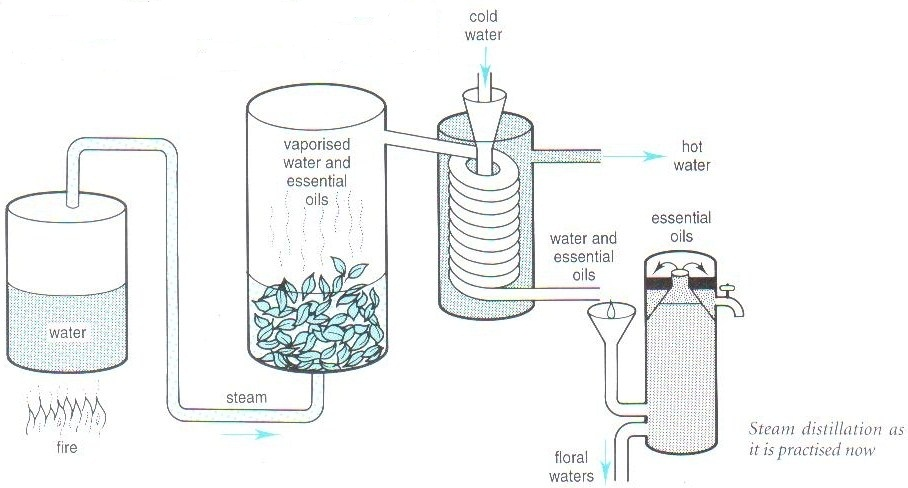 cold
water
vaporised
water and
essential
oils
hot
water
essential
oils
water and
essential
oils
water
steam
fire
floral
waters
Steam distillation as
it is practised now